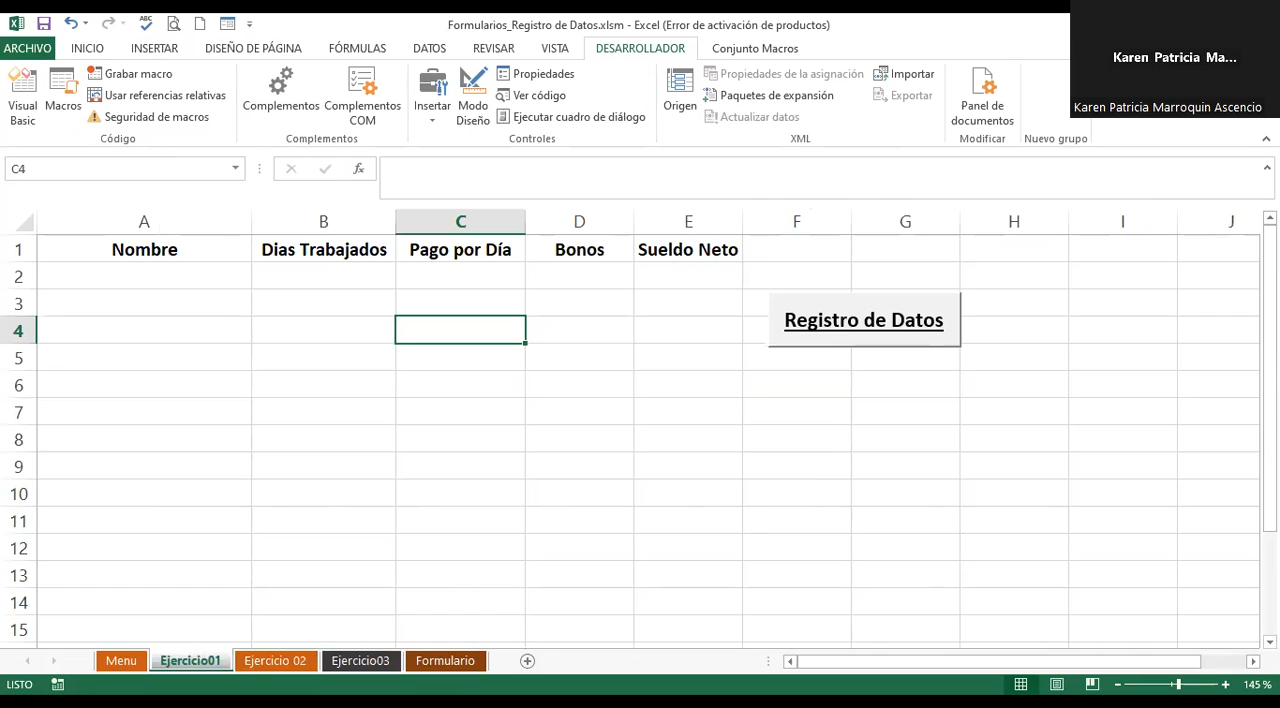 Formularios_Registro de Datos.xlsm - Excel (Error de activación de productos)
ARCHIVO INICIO INSERTAR DISEÑO DE PÁGINA FÓRMULAS DATOS REVISAR VISTA DESARROLLADOR Conjunto Macros
Karen Patricia Ma...
Karen Patricia Marroquin Ascencio
Visual Basic
Macros
Grabar macro
Usar referencias relativas
Seguridad de macros
Código
Complementos
Complementos COM
Complementos
Insertar
Modo Diseño
Propiedades
Ver código
Ejecutar cuadro de diálogo
Controles
Origen
Propiedades de la asignación
Paquetes de expansión
Actualizar datos
Importar
Exportar
XML
Panel de documentos
Modificar
Nuevo grupo
C4
fx
A B C D E F G H I J
1 Nombre Dias Trabajados Pago por Día Bonos Sueldo Neto
2
3
Registro de Datos
4
5
6
7
8
9
10
11
12
13
14
15
Menu Ejercicio01 Ejercicio 02 Ejercicio03 Formulario
LISTO
145 %